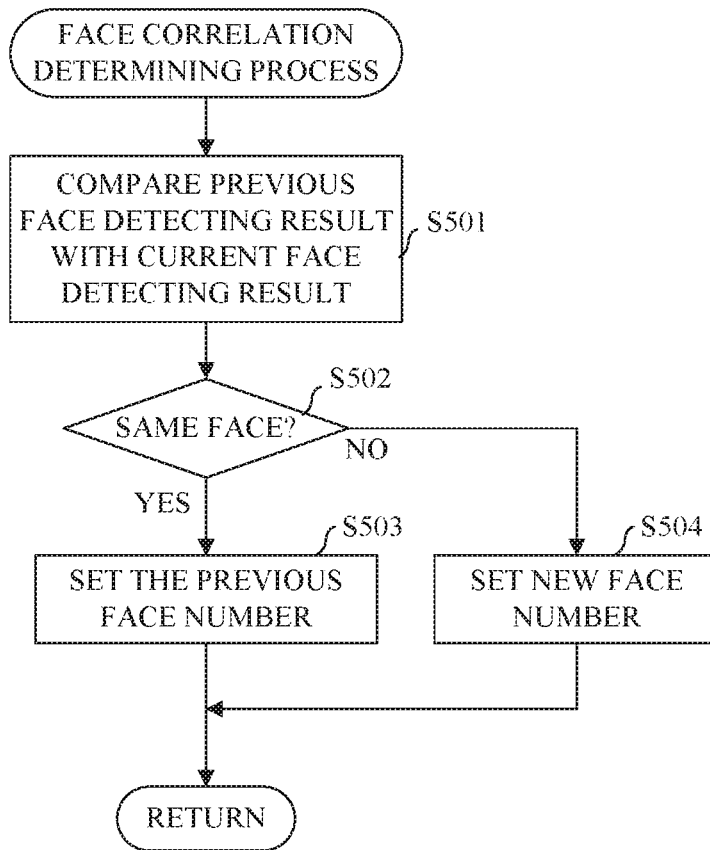 FACE CORRELATION
DETERMINING PROCESS
COMPARE PREVIOUS
FACE DETECTING RESULT
WITH CURRENT FACE
DETECTING RESULT
S501
S502
SAME FACE?
NO
YES
S503
SET THE PREVIOUS
FACE NUMBER
S504
SET NEW FACE
NUMBER
RETURN